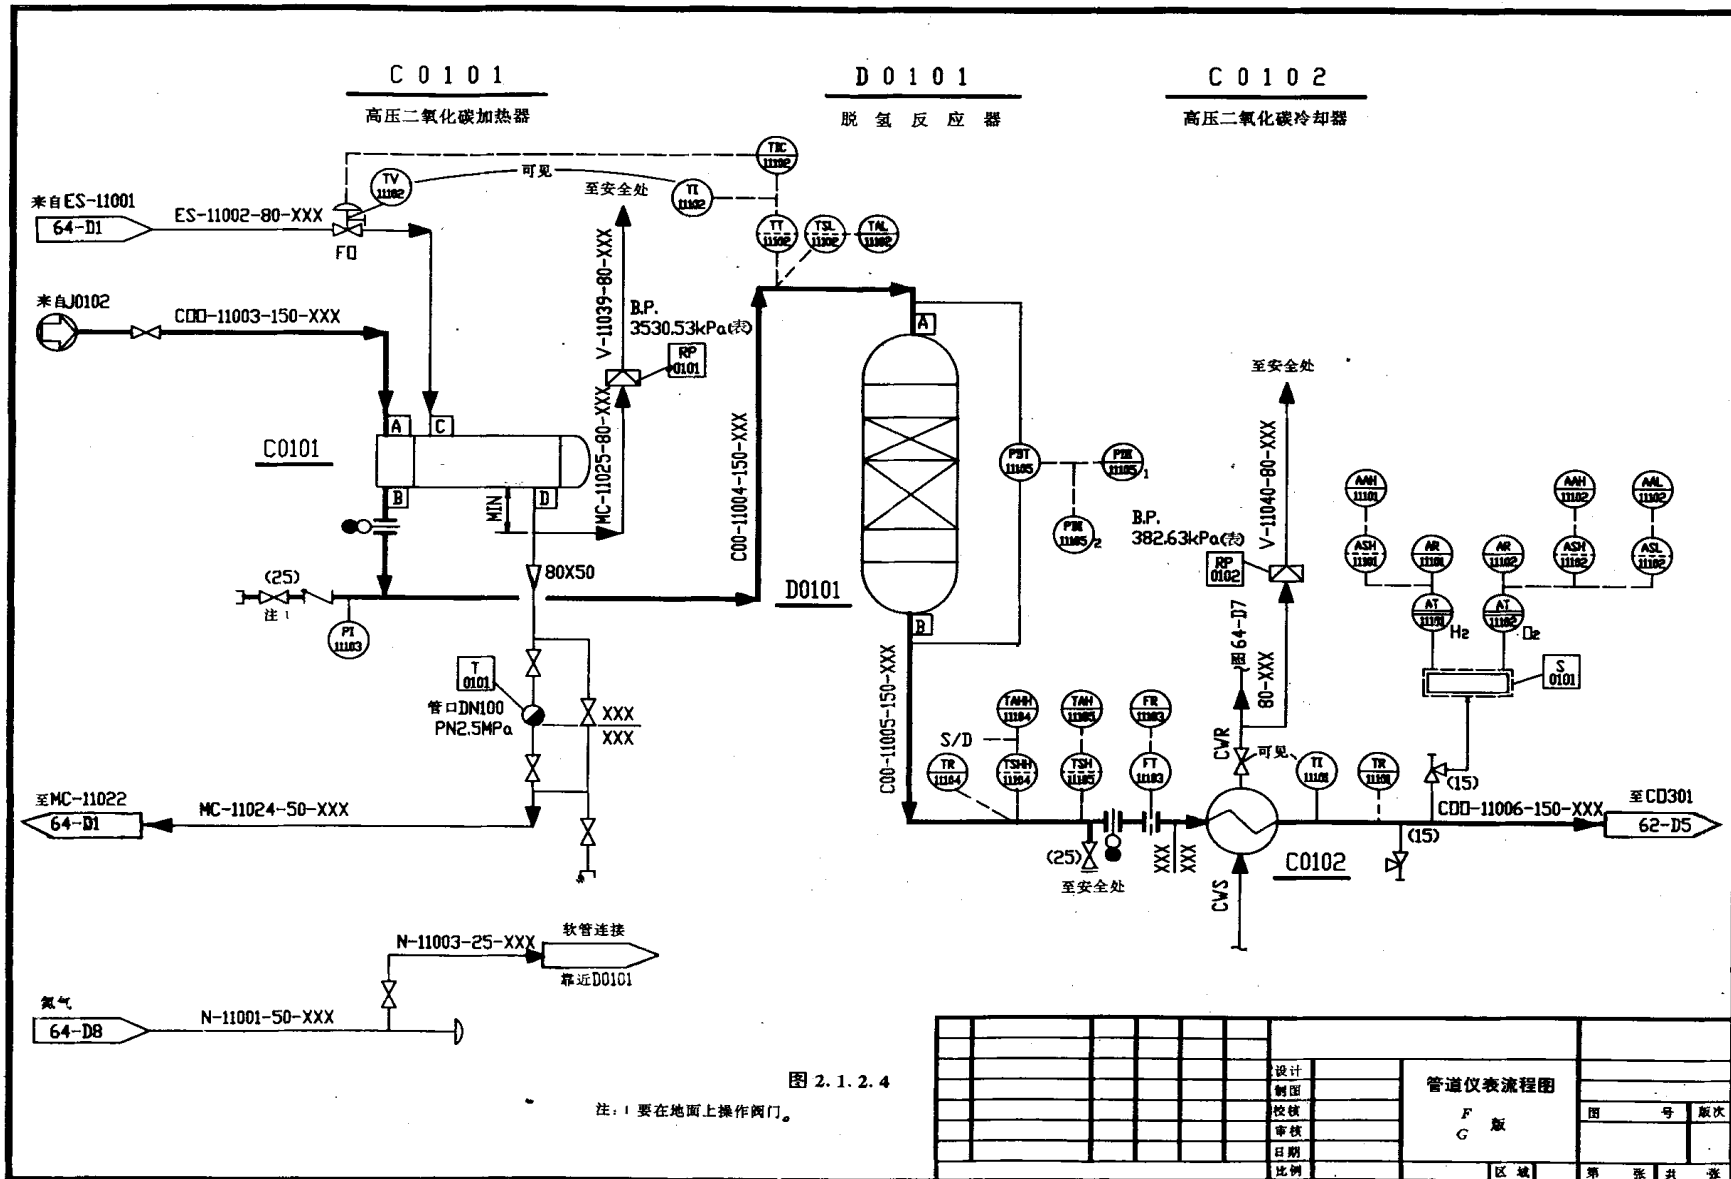 C0101
高压二氧化碳加热器
D0101
脱氢反应器
C0102
高压二氧化碳冷却器
TIC
11102
TV
11102
可见
TI
11102
至安全处
来自ES-11001
64-D1
ES-11002-80-XXX
FO
TT
11102
TSL
11102
TAL
11102
V-11039-80-XXX
来自J0102
COO-11003-150-XXX
B.P.
3530.53kPa(表)
RP
0101
A
A
C
C0101
B
D
MIN
MC-11025-80-XXX
COO-11004-150-XXX
80X50
(25)
注1
PI
11103
D0101
B
PDT
11105
PDI
11105
1
PDI
11105
2
至安全处
V-11040-80-XXX
B.P.
382.63kPa(表)
RP
0102
AAH
11101
AAH
11102
AAL
11102
ASH
11101
AR
11101
AR
11102
ASH
11102
ASL
11102
AT
11101
H2
AT
11102
O2
S
0101
图64-D7
80-XXX
CWR
T
0101
管口DN100
PN2.5MPa
XXX
XXX
COO-11005-150-XXX
TAHH
11104
TAH
11105
FR
11103
S/D
TR
11104
TSHH
11104
TSH
11105
FT
11103
可见
TI
11101
TR
11101
(15)
COO-11006-150-XXX
至CO301
62-D5
(15)
至MC-11022
64-D1
MC-11024-50-XXX
(25)
至安全处
XXX
XXX
C0102
CWS
N-11003-25-XXX
软管连接
靠近D0101
氮气
64-D8
N-11001-50-XXX
图 2.1.2.4
注:1 要在地面上操作阀门。
设计
制图
校核
审核
日期
比例
管道仪表流程图
F
G
版
图 号
版次
区域
第 张 共 张